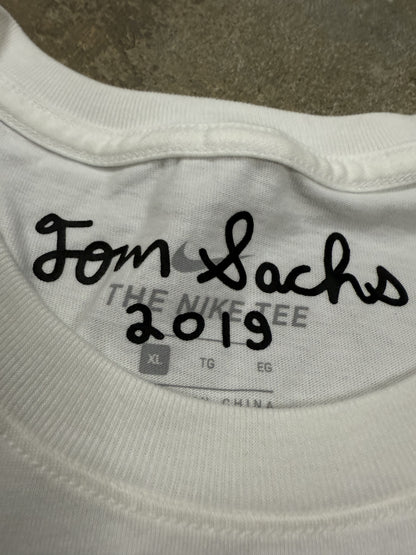 Tom Sachs
THE NIKE TEE
2019
XL TG EG
CHINA